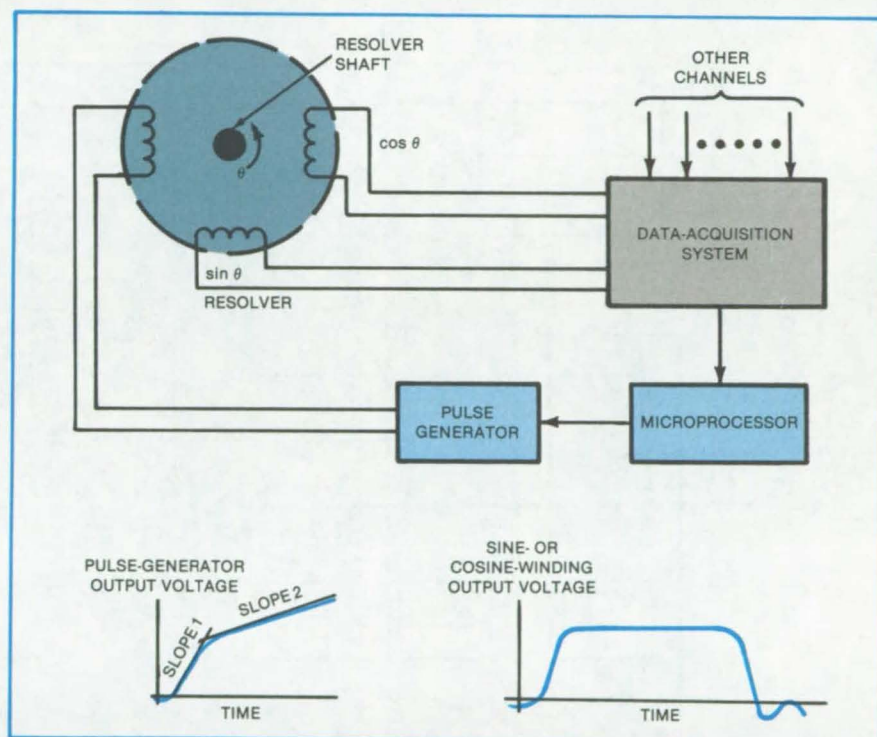 RESOLVER
SHAFT
OTHER
CHANNELS
cos θ
θ
DATA-ACQUISITION
SYSTEM
sin θ
RESOLVER
PULSE
GENERATOR
MICROPROCESSOR
PULSE-GENERATOR
OUTPUT VOLTAGE
SLOPE 1
SLOPE 2
TIME
SINE- OR
COSINE-WINDING
OUTPUT VOLTAGE
TIME